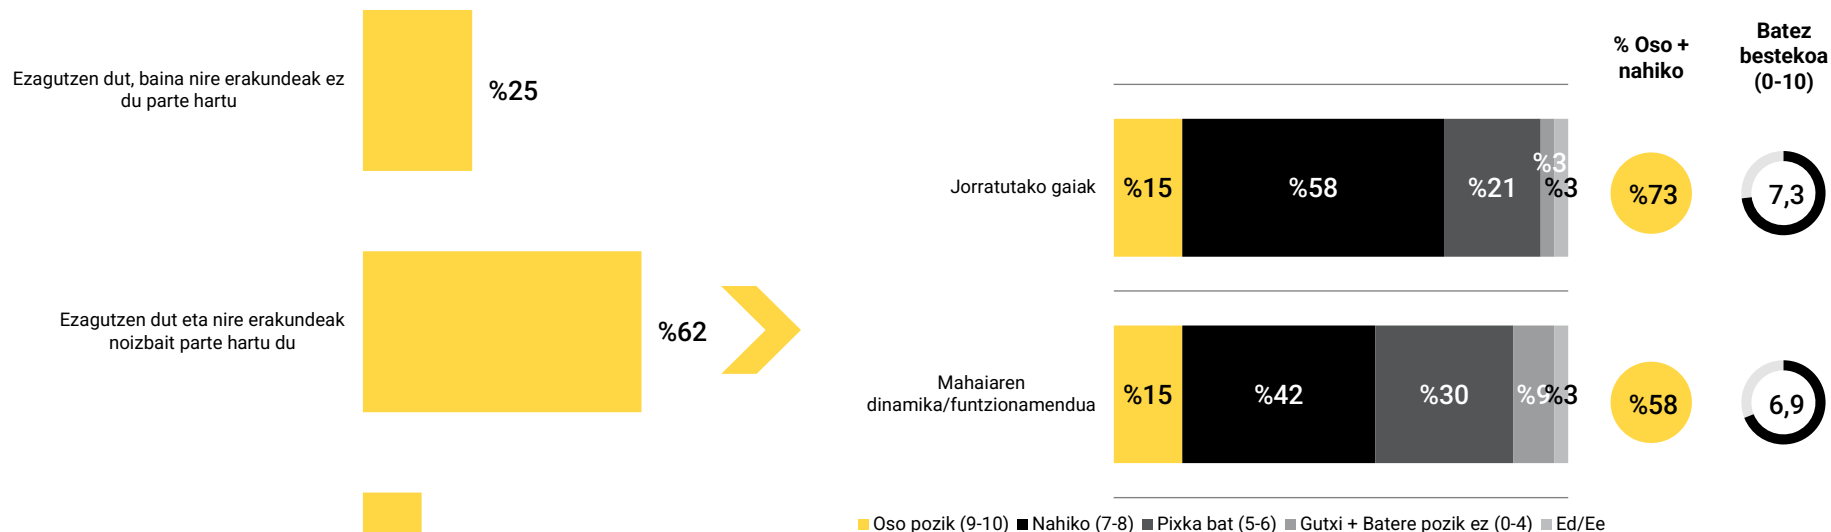 Ezagutzen dut, baina nire erakundeak ez
du parte hartu
%25
Ezagutzen dut eta nire erakundeak
noizbait parte hartu du
%62
% Oso +
nahiko
Batez
bestekoa
(0-10)
Jorratutako gaiak
%15
%58
%21
%3
%3
%73
7,3
Mahaiaren
dinamika/funtzionamendua
%15
%42
%30
%9
%3
%58
6,9
Oso pozik (9-10) Nahiko (7-8) Pixka bat (5-6) Gutxi + Batere pozik ez (0-4) Ed/Ee